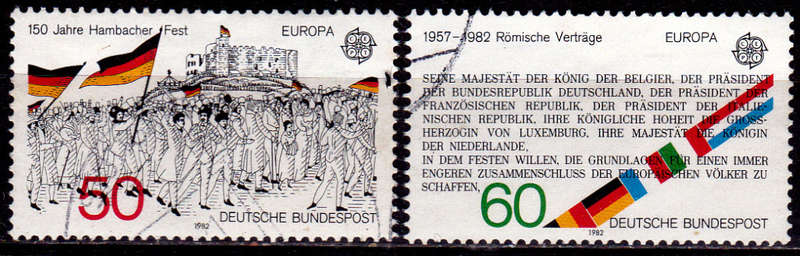 150 Jahre Hambacher Fest
EUROPA
CEPT
50
1982
DEUTSCHE BUNDESPOST
1957-1982 Römische Verträge
EUROPA
CEPT
SEINE MAJESTÄT DER KÖNIG DER BELGIER, DER PRÄSIDENT
DER BUNDESREPUBLIK DEUTSCHLAND, DER PRÄSIDENT DER
FRANZÖSISCHEN REPUBLIK, DER PRÄSIDENT DER ITALIE-
NISCHEN REPUBLIK, IHRE KÖNIGLICHE HOHEIT DIE GROSS-
HERZOGIN VON LUXEMBURG, IHRE MAJESTÄT DIE KÖNIGIN
DER NIEDERLANDE,
IN DEM FESTEN WILLEN, DIE GRUNDLAGEN FÜR EINEN IMMER
ENGEREN ZUSAMMENSCHLUSS DER EUROPÄISCHEN VÖLKER ZU
SCHAFFEN,
60
1982
DEUTSCHE BUNDESPOST